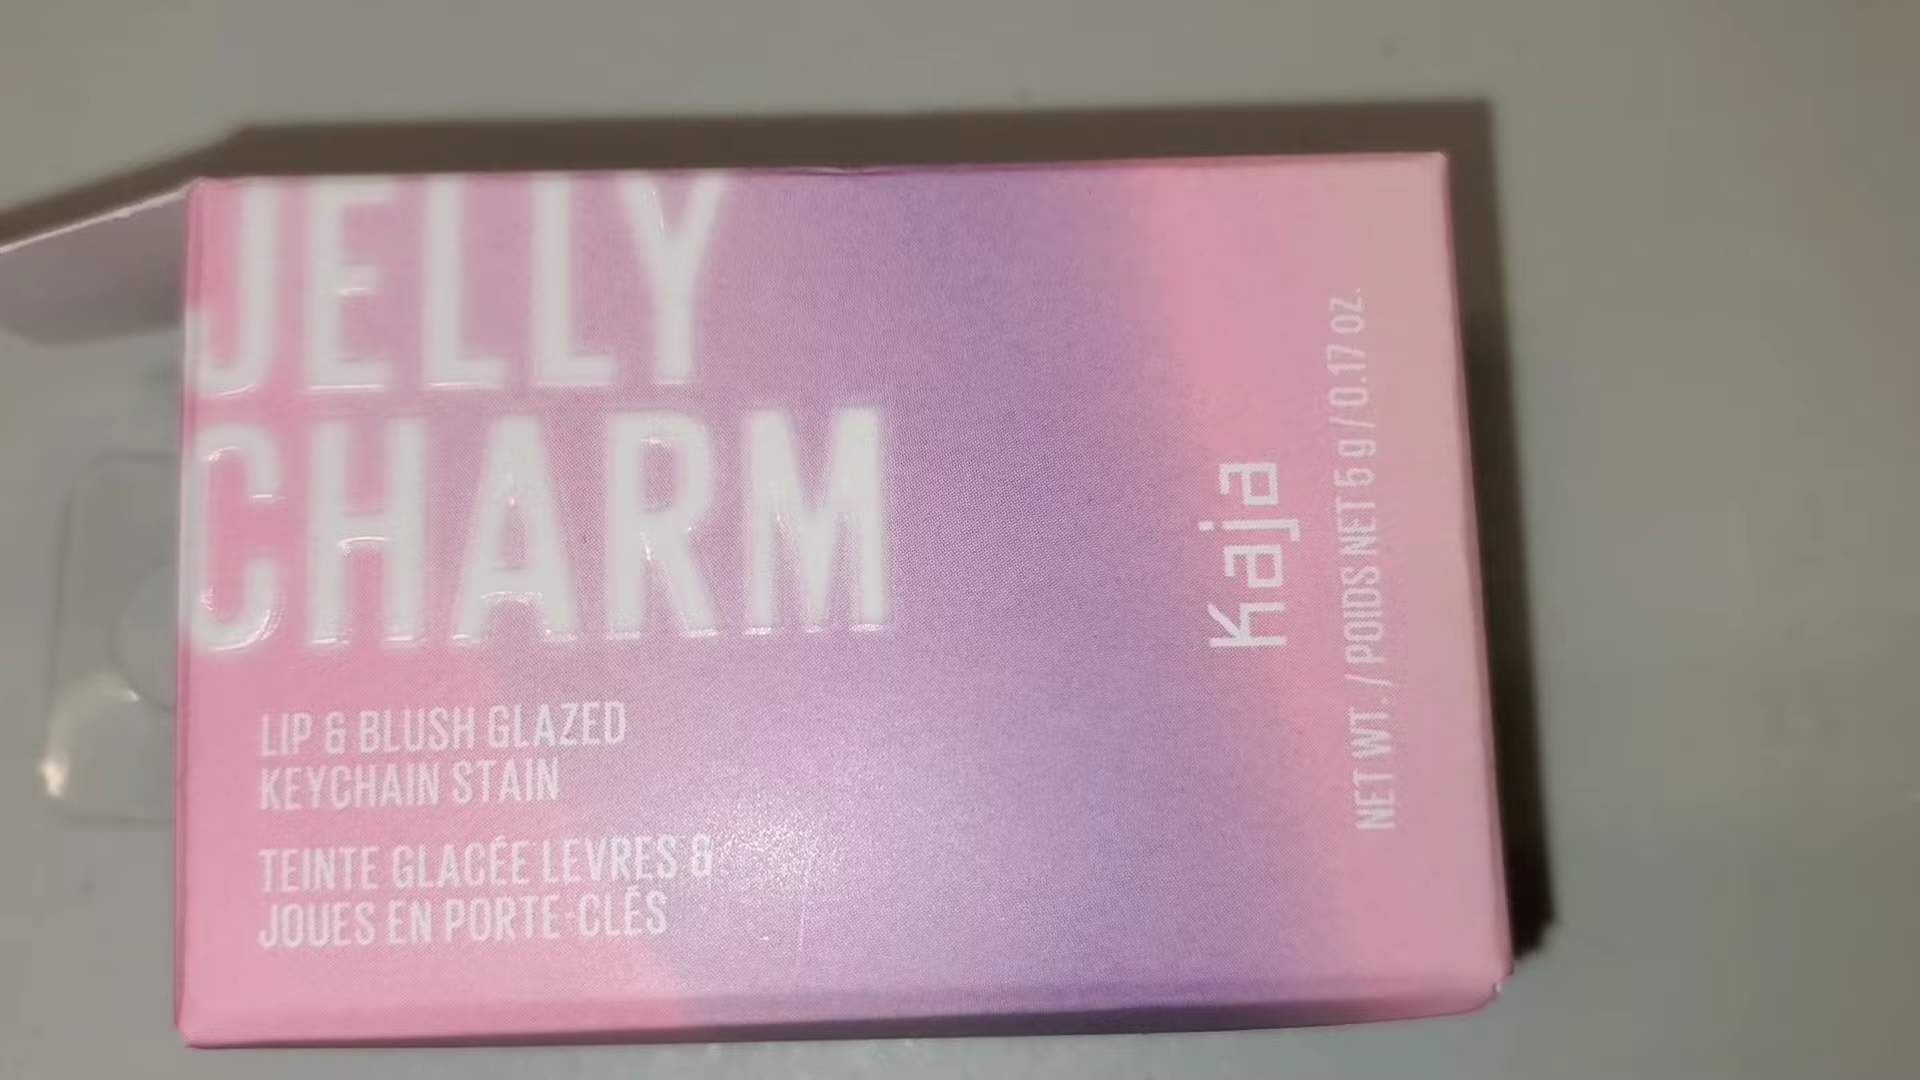 JELLY
CHARM
LIP & BLUSH GLAZED
KEYCHAIN STAIN
TEINTE GLACÉE LEVRES &
JOUES EN PORTE-CLÉS
Kaja
NET WT. / POIDS NET 5 g / 0.17 OZ.